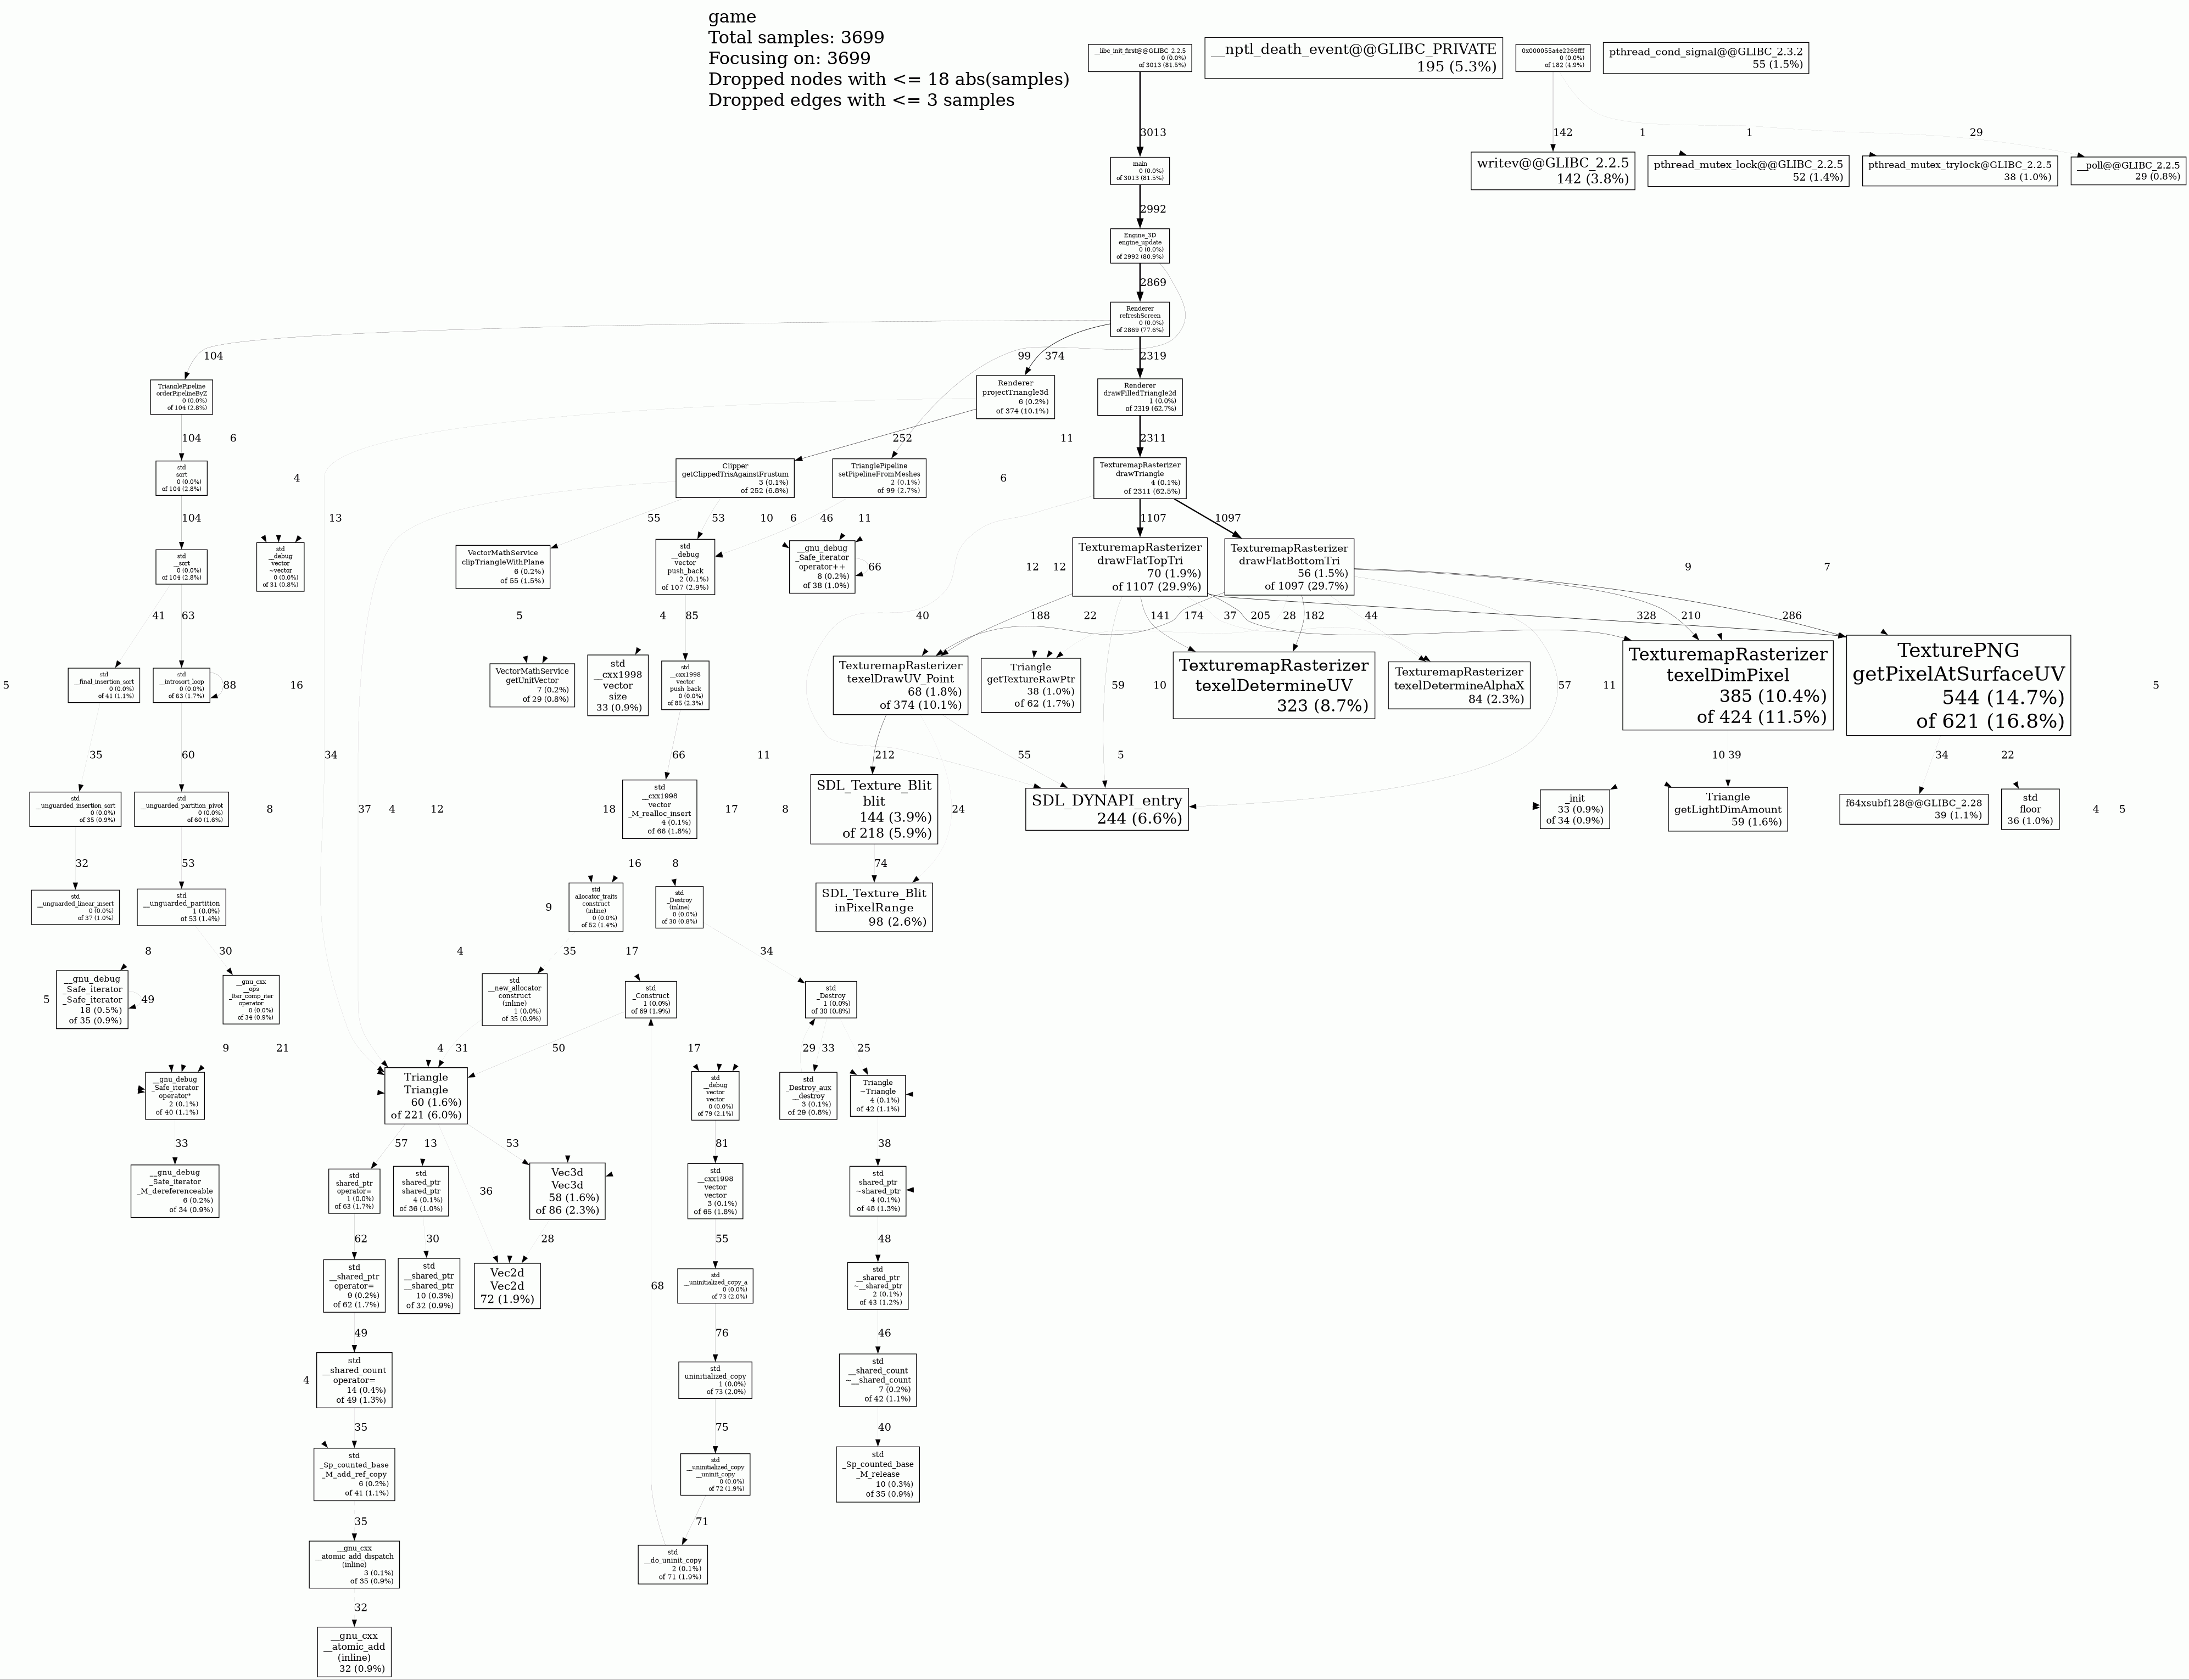 game
Total samples: 3699
Focusing on: 3699
Dropped nodes with <= 18 abs(samples)
Dropped edges with <= 3 samples
__libc_init_first@@GLIBC_2.2.5
0 (0.0%)
of 3013 (81.5%)
__nptl_death_event@@GLIBC_PRIVATE
195 (5.3%)
0x000055a4e2269fff
0 (0.0%)
of 182 (4.9%)
pthread_cond_signal@@GLIBC_2.3.2
55 (1.5%)
3013
142
1
1
29
main
0 (0.0%)
of 3013 (81.5%)
writev@@GLIBC_2.2.5
142 (3.8%)
pthread_mutex_lock@@GLIBC_2.2.5
52 (1.4%)
pthread_mutex_trylock@GLIBC_2.2.5
38 (1.0%)
__poll@@GLIBC_2.2.5
29 (0.8%)
2992
Engine_3D
engine_update
0 (0.0%)
of 2992 (80.9%)
2869
Renderer
refreshScreen
0 (0.0%)
of 2869 (77.6%)
104
99
374
2319
TrianglePipeline
orderPipelineByZ
0 (0.0%)
of 104 (2.8%)
Renderer
projectTriangle3d
6 (0.2%)
of 374 (10.1%)
Renderer
drawFilledTriangle2d
1 (0.0%)
of 2319 (62.7%)
104
6
252
11
2311
std
sort
0 (0.0%)
of 104 (2.8%)
4
Clipper
getClippedTrisAgainstFrustum
3 (0.1%)
of 252 (6.8%)
TrianglePipeline
setPipelineFromMeshes
2 (0.1%)
of 99 (2.7%)
6
TexturemapRasterizer
drawTriangle
4 (0.1%)
of 2311 (62.5%)
104
13
55
53
10
6
46
11
1107
1097
std
__sort
0 (0.0%)
of 104 (2.8%)
std
__debug
vector
~vector
0 (0.0%)
of 31 (0.8%)
VectorMathService
clipTriangleWithPlane
6 (0.2%)
of 55 (1.5%)
std
__debug
vector
push_back
2 (0.1%)
of 107 (2.9%)
__gnu_debug
_Safe_iterator
operator++
8 (0.2%)
of 38 (1.0%)
66
12
12
TexturemapRasterizer
drawFlatTopTri
70 (1.9%)
of 1107 (29.9%)
TexturemapRasterizer
drawFlatBottomTri
56 (1.5%)
of 1097 (29.7%)
9
7
41
63
5
4
85
40
188
22
141
174
37
205
28
182
44
328
210
286
5
std
__final_insertion_sort
0 (0.0%)
of 41 (1.1%)
std
__introsort_loop
0 (0.0%)
of 63 (1.7%)
88
16
VectorMathService
getUnitVector
7 (0.2%)
of 29 (0.8%)
std
__cxx1998
vector
size
33 (0.9%)
std
__cxx1998
vector
push_back
0 (0.0%)
of 85 (2.3%)
TexturemapRasterizer
texelDrawUV_Point
68 (1.8%)
of 374 (10.1%)
Triangle
getTextureRawPtr
38 (1.0%)
of 62 (1.7%)
59
10
TexturemapRasterizer
texelDetermineUV
323 (8.7%)
TexturemapRasterizer
texelDetermineAlphaX
84 (2.3%)
57
11
TexturemapRasterizer
texelDimPixel
385 (10.4%)
of 424 (11.5%)
TexturePNG
getPixelAtSurfaceUV
544 (14.7%)
of 621 (16.8%)
5
35
60
34
66
11
212
55
5
10
39
34
22
std
__unguarded_insertion_sort
0 (0.0%)
of 35 (0.9%)
std
__unguarded_partition_pivot
0 (0.0%)
of 60 (1.6%)
8
37
4
12
18
std
__cxx1998
vector
_M_realloc_insert
4 (0.1%)
of 66 (1.8%)
17
8
SDL_Texture_Blit
blit
144 (3.9%)
of 218 (5.9%)
24
SDL_DYNAPI_entry
244 (6.6%)
_init
33 (0.9%)
of 34 (0.9%)
Triangle
getLightDimAmount
59 (1.6%)
f64xsubf128@@GLIBC_2.28
39 (1.1%)
std
floor
36 (1.0%)
4
5
32
53
16
8
74
std
__unguarded_linear_insert
0 (0.0%)
of 37 (1.0%)
std
__unguarded_partition
1 (0.0%)
of 53 (1.4%)
9
std
allocator_traits
construct
(inline)
0 (0.0%)
of 52 (1.4%)
std
_Destroy
(inline)
0 (0.0%)
of 30 (0.8%)
SDL_Texture_Blit
inPixelRange
98 (2.6%)
8
30
4
35
17
34
5
__gnu_debug
_Safe_iterator
_Safe_iterator
18 (0.5%)
of 35 (0.9%)
49
__gnu_cxx
__ops
_Iter_comp_iter
operator
0 (0.0%)
of 34 (0.9%)
std
__new_allocator
construct
(inline)
1 (0.0%)
of 35 (0.9%)
std
_Construct
1 (0.0%)
of 69 (1.9%)
std
_Destroy
1 (0.0%)
of 30 (0.8%)
9
21
4
31
50
17
29
33
25
__gnu_debug
_Safe_iterator
operator*
2 (0.1%)
of 40 (1.1%)
Triangle
Triangle
60 (1.6%)
of 221 (6.0%)
std
__debug
vector
vector
0 (0.0%)
of 79 (2.1%)
std
_Destroy_aux
__destroy
3 (0.1%)
of 29 (0.8%)
Triangle
~Triangle
4 (0.1%)
of 42 (1.1%)
33
57
13
53
81
38
__gnu_debug
_Safe_iterator
_M_dereferenceable
6 (0.2%)
of 34 (0.9%)
std
shared_ptr
operator=
1 (0.0%)
of 63 (1.7%)
std
shared_ptr
shared_ptr
4 (0.1%)
of 36 (1.0%)
36
Vec3d
Vec3d
58 (1.6%)
of 86 (2.3%)
std
__cxx1998
vector
vector
3 (0.1%)
of 65 (1.8%)
std
shared_ptr
~shared_ptr
4 (0.1%)
of 48 (1.3%)
62
30
28
55
48
std
__shared_ptr
operator=
9 (0.2%)
of 62 (1.7%)
std
__shared_ptr
__shared_ptr
10 (0.3%)
of 32 (0.9%)
Vec2d
Vec2d
72 (1.9%)
68
std
__uninitialized_copy_a
0 (0.0%)
of 73 (2.0%)
std
__shared_ptr
~__shared_ptr
2 (0.1%)
of 43 (1.2%)
49
76
46
4
std
__shared_count
operator=
14 (0.4%)
of 49 (1.3%)
std
uninitialized_copy
1 (0.0%)
of 73 (2.0%)
std
__shared_count
~__shared_count
7 (0.2%)
of 42 (1.1%)
35
75
40
std
_Sp_counted_base
_M_add_ref_copy
6 (0.2%)
of 41 (1.1%)
std
__uninitialized_copy
__uninit_copy
0 (0.0%)
of 72 (1.9%)
std
_Sp_counted_base
_M_release
10 (0.3%)
of 35 (0.9%)
35
71
__gnu_cxx
__atomic_add_dispatch
(inline)
3 (0.1%)
of 35 (0.9%)
std
__do_uninit_copy
2 (0.1%)
of 71 (1.9%)
32
__gnu_cxx
__atomic_add
(inline)
32 (0.9%)